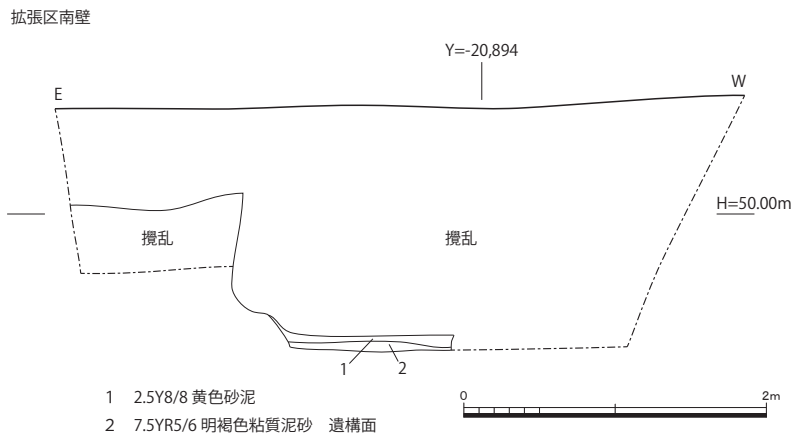 拡張区南壁
Y=-20,894
E
W
H=50.00m
攪乱
攪乱
1
2
1 2.5Y8/8 黄色砂泥
2 7.5YR5/6 明褐色粘質泥砂 遺構面
0
2m